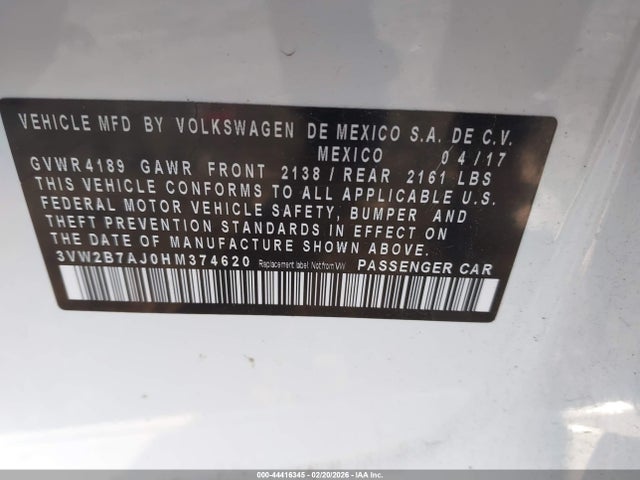 VEHICLE MFD BY VOLKSWAGEN DE MEXICO S.A. DE C.V.
MEXICO 04/17
GVWR4189 GAWR FRONT 2138/REAR 2161 LBS
THIS VEHICLE CONFORMS TO ALL APPLICABLE U.S.
FEDERAL MOTOR VEHICLE SAFETY, BUMPER AND
THEFT PREVENTION STANDARDS IN EFFECT ON
THE DATE OF MANUFACTURE SHOWN ABOVE.
3VW2B7AJ0HM374620 Replacement label: Not from VW PASSENGER CAR
000-44416345 - 02/20/2026 - IAA Inc.